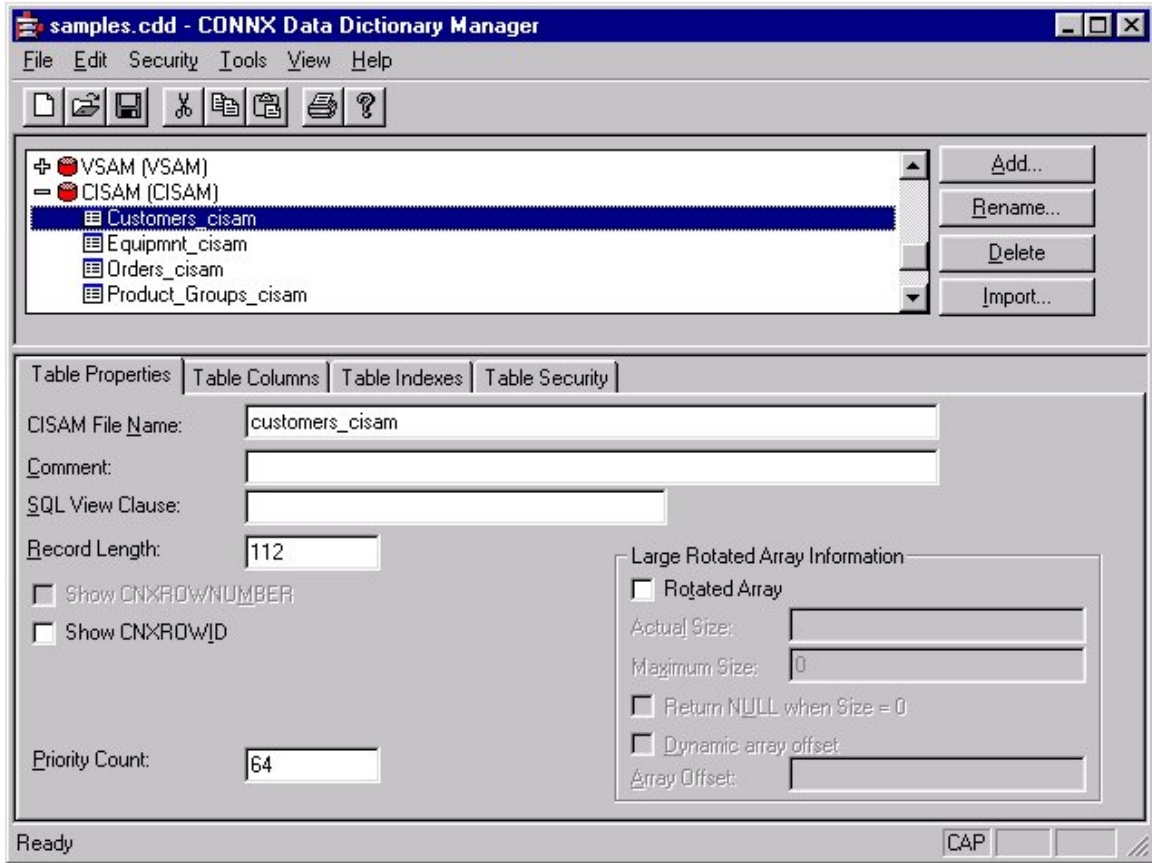 samples.cdd - CONNX Data Dictionary Manager
File Edit Security Tools View Help
VSAM (VSAM)
CISAM (CISAM)
Customers_cisam
Equipmnt_cisam
Orders_cisam
Product_Groups_cisam
Add...
Rename...
Delete
Import...
Table Properties Table Columns Table Indexes Table Security
CISAM File Name: customers_cisam
Comment:
SQL View Clause:
Record Length: 112
Show CNXROWNUMBER
Show CNXROWID
Priority Count: 64
Large Rotated Array Information
Rotated Array
Actual Size:
Maximum Size: 0
Return NULL when Size = 0
Dynamic array offset
Array Offset:
Ready CAP